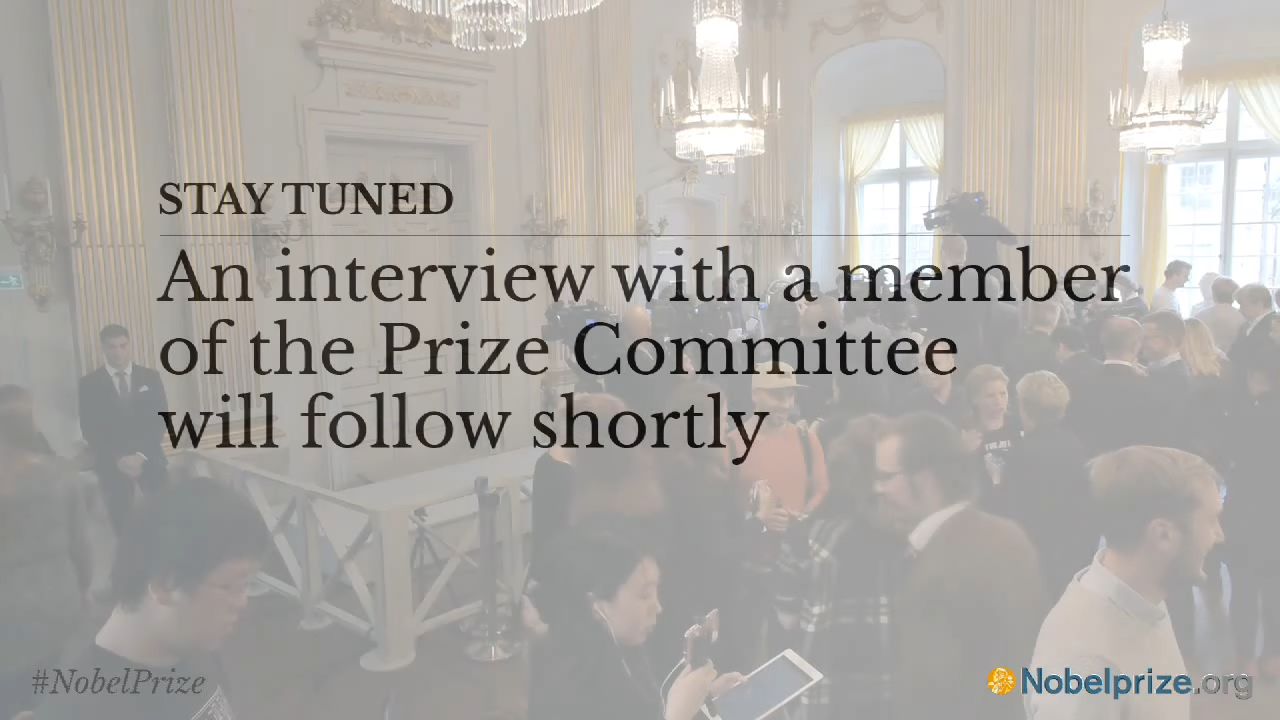 STAY TUNED
An interview with a member
of the Prize Committee
will follow shortly
#NobelPrize
Nobelprize.org